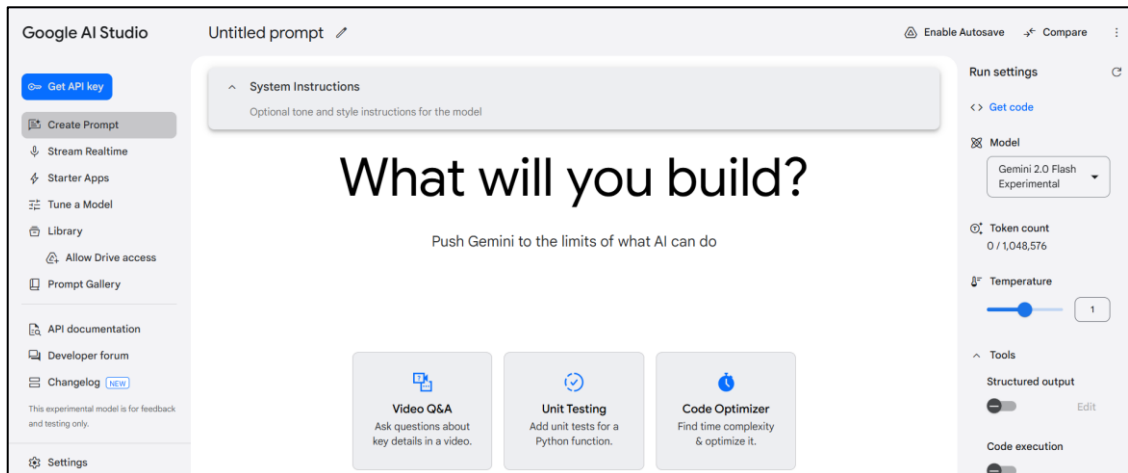 Google AI Studio
Get API key
Create Prompt
Stream Realtime
Starter Apps
Tune a Model
Library
Allow Drive access
Prompt Gallery
API documentation
Developer forum
Changelog NEW
This experimental model is for feedback
and testing only.
Settings
Untitled prompt
Enable Autosave
Compare
System Instructions
Optional tone and style instructions for the model
What will you build?
Push Gemini to the limits of what AI can do
Video Q&A
Ask questions about
key details in a video.
Unit Testing
Add unit tests for a
Python function.
Code Optimizer
Find time complexity
& optimize it.
Run settings
<> Get code
Model
Gemini 2.0 Flash
Experimental
Token count
0 / 1,048,576
Temperature
1
Tools
Structured output
Edit
Code execution